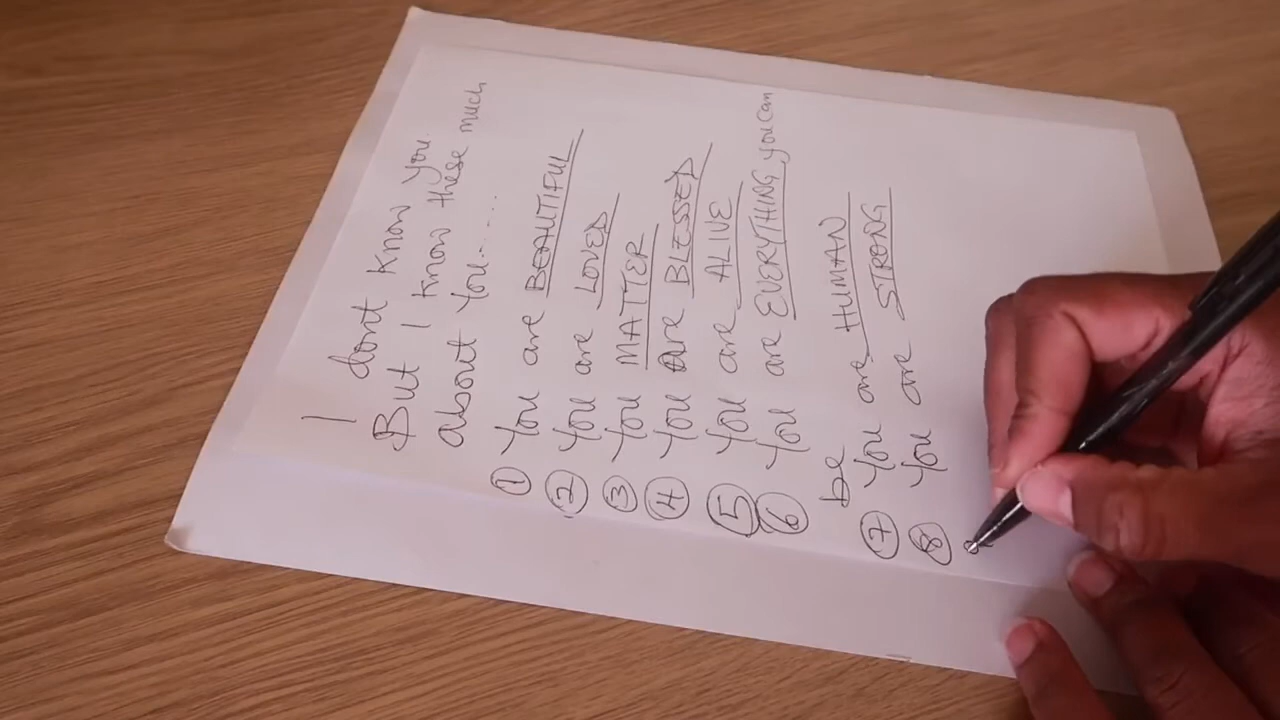 I dont know you.
But I know these much
about you......
① You are BEAUTIFUL
② You are LOVED
③ You MATTER
④ You Are BLESSED
⑤ You are ALIVE
⑥ You are EVERYTHING you can
be
⑦ You are HUMAN
⑧ You are STRONG
9